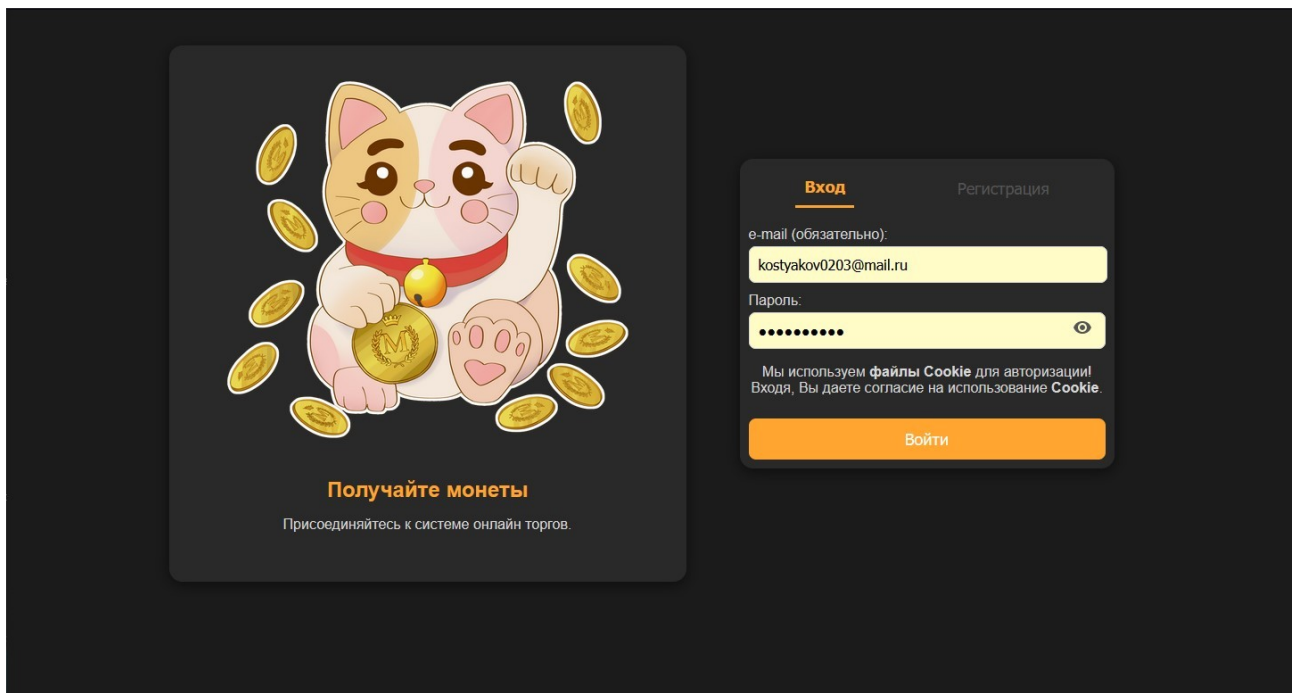 Получайте монеты
Присоединяйтесь к системе онлайн торгов.
Вход
Регистрация
e-mail (обязательно):
kostyakov0203@mail.ru
Пароль:
••••••••••
Мы используем файлы Cookie для авторизации!
Входя, Вы даете согласие на использование Cookie.
Войти
M